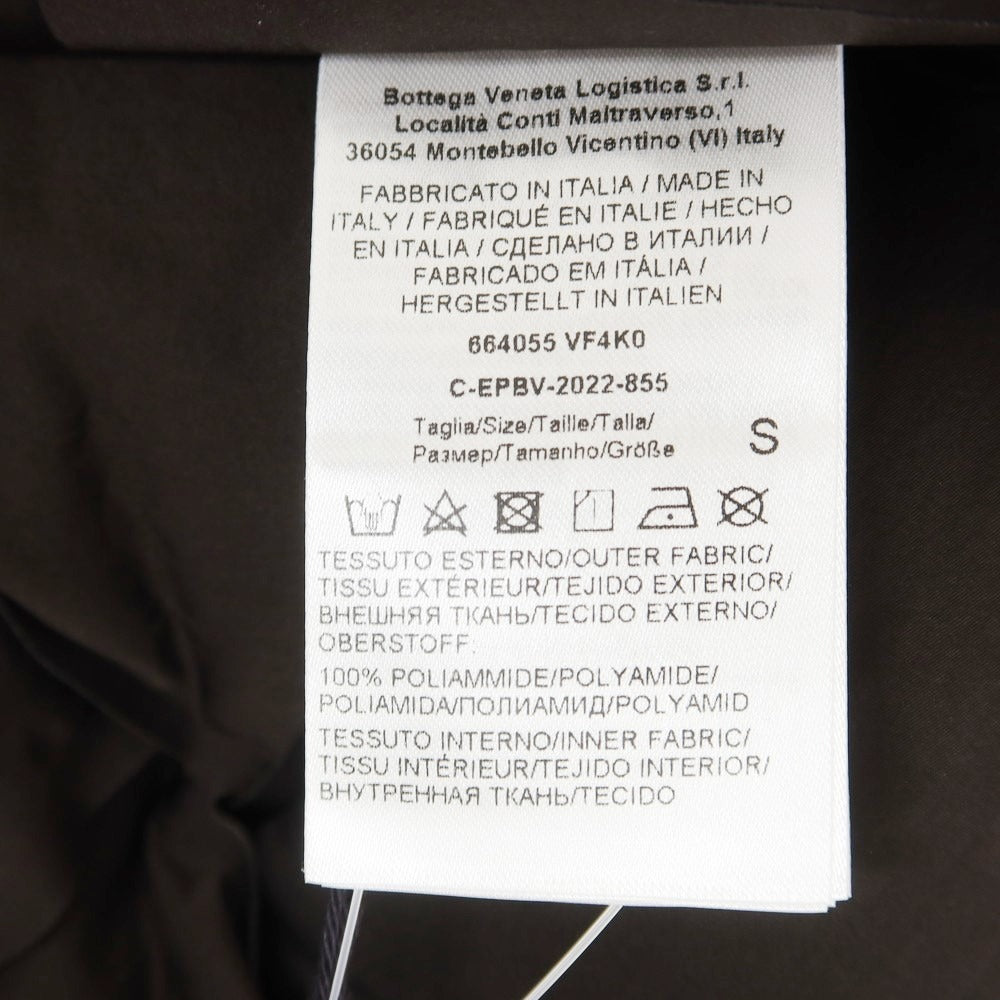 Bottega Veneta Logistica S.r.l.
Località Conti Maltraverso,1
36054 Montebello Vicentino (VI) Italy
FABBRICATO IN ITALIA / MADE IN
ITALY / FABRIQUÉ EN ITALIE / HECHO
EN ITALIA / СДЕЛАНО В ИТАЛИИ /
FABRICADO EM ITÁLIA /
HERGESTELLT IN ITALIEN
664055 VF4K0
C-EPBV-2022-855
Taglia/Size/Taille/Talla/
Размер/Tamanho/Größe
S
TESSUTO ESTERNO/OUTER FABRIC/
TISSU EXTÉRIEUR/TEJIDO EXTERIOR/
ВНЕШНЯЯ ТКАНЬ/TECIDO EXTERNO/
OBERSTOFF.
100% POLIAMMIDE/POLYAMIDE/
POLIAMIDA/ПОЛИАМИД/POLYAMID
TESSUTO INTERNO/INNER FABRIC/
TISSU INTÉRIEUR/TEJIDO INTERIOR/
ВНУТРЕННАЯ ТКАНЬ/TECIDO